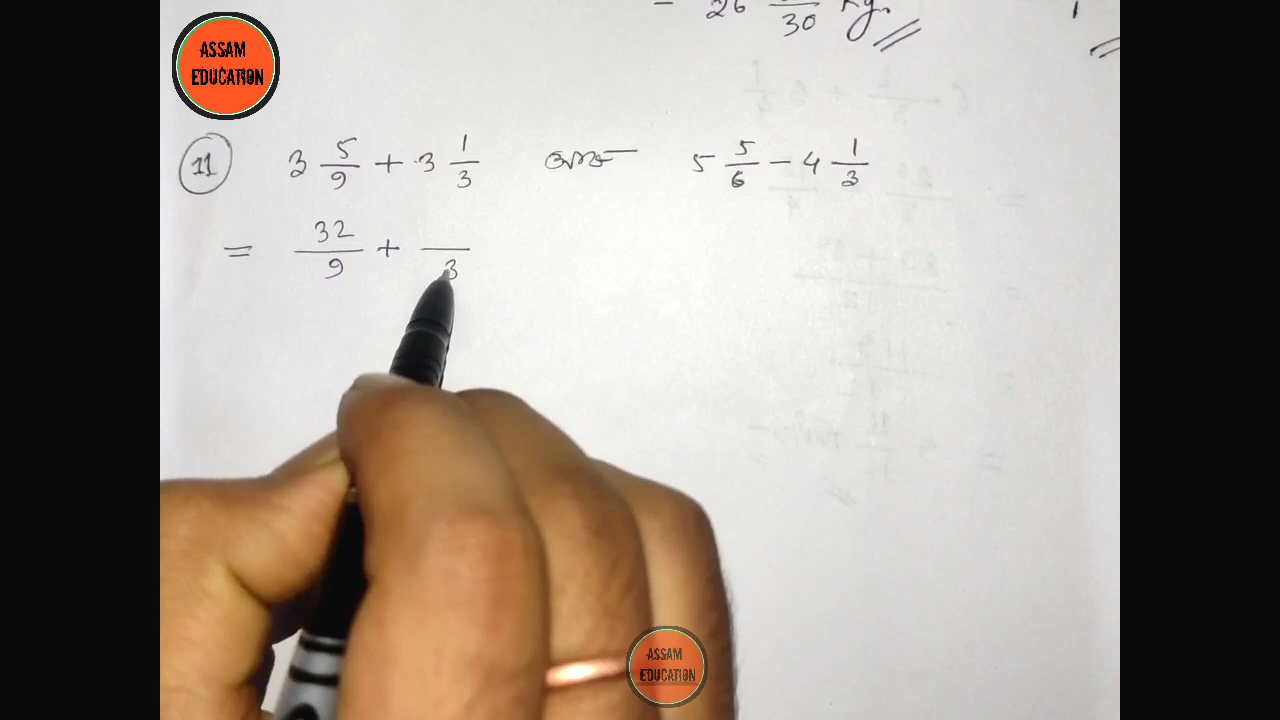 = 26 /30 kg.
ASSAM
EDUCATION
11 3 5/9 + 3 1/3 আৰু 5 5/6 - 4 1/3
= 32/9 + /3
ASSAM
EDUCATION